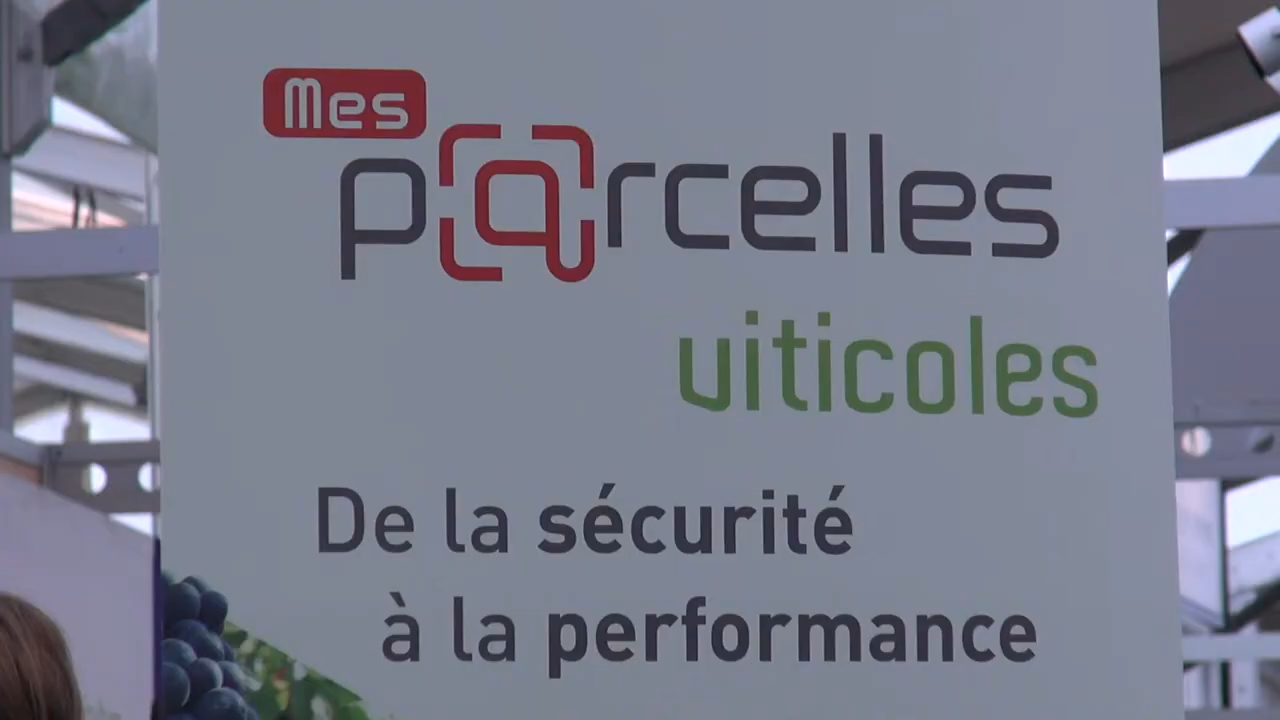 Mes
parcelles
viticoles
De la sécurité
à la performance